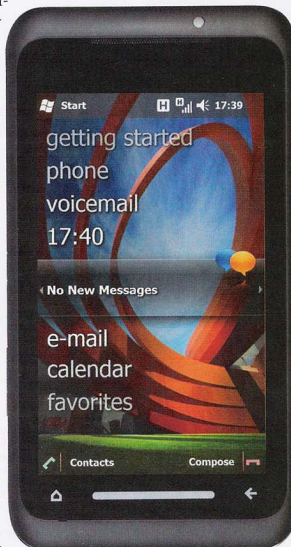 Start 17:39
getting started
phone
voicemail
17:40
No New Messages
e-mail
calendar
favorites
Contacts Compose